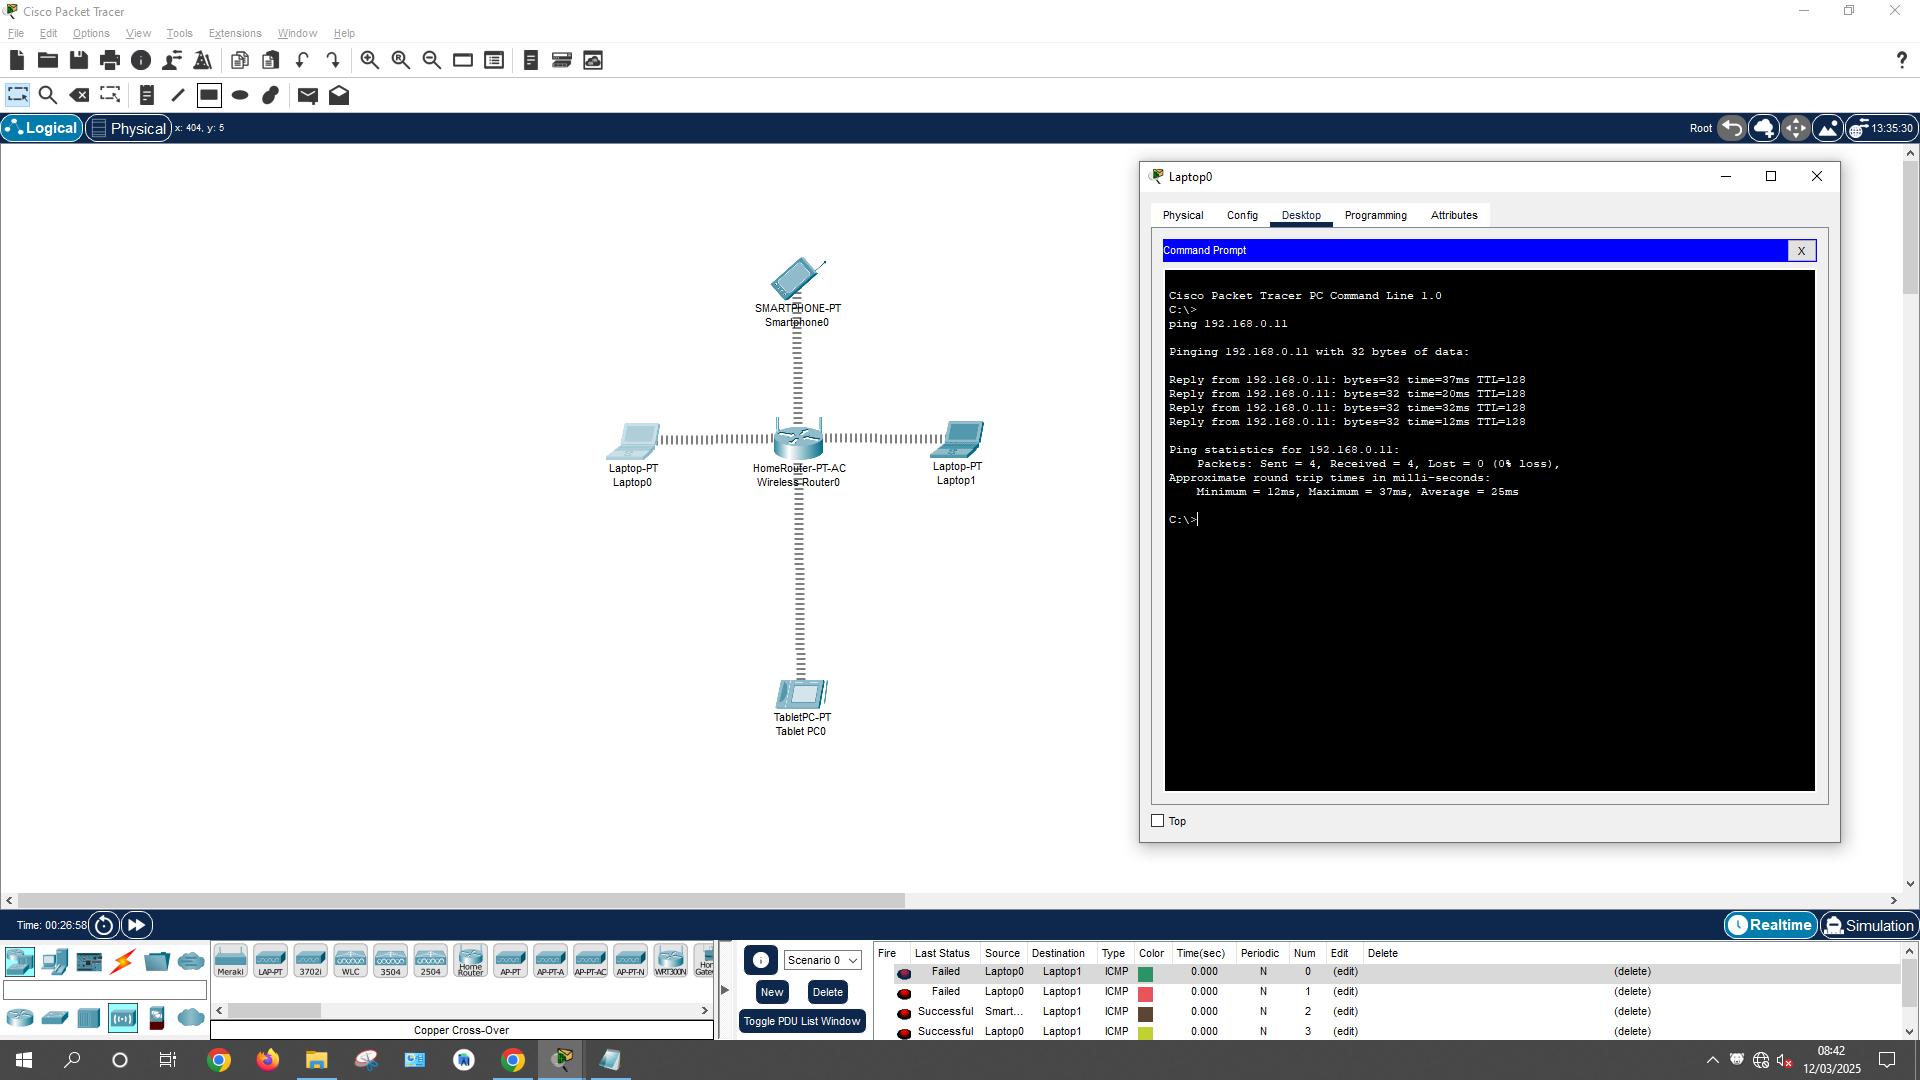 Cisco Packet Tracer
File Edit Options View Tools Extensions Window Help
?
Logical Physical x: 404, y: 5 Root 13:35:30
SMARTPHONE-PT
Smartphone0
Laptop-PT
Laptop0
HomeRouter-PT-AC
Wireless Router0
Laptop-PT
Laptop1
TabletPC-PT
Tablet PC0
Laptop0
Physical Config Desktop Programming Attributes
Command Prompt X
Cisco Packet Tracer PC Command Line 1.0
C:\>
ping 192.168.0.11
Pinging 192.168.0.11 with 32 bytes of data:
Reply from 192.168.0.11: bytes=32 time=37ms TTL=128
Reply from 192.168.0.11: bytes=32 time=20ms TTL=128
Reply from 192.168.0.11: bytes=32 time=32ms TTL=128
Reply from 192.168.0.11: bytes=32 time=12ms TTL=128
Ping statistics for 192.168.0.11:
Packets: Sent = 4, Received = 4, Lost = 0 (0% loss),
Approximate round trip times in milli-seconds:
Minimum = 12ms, Maximum = 37ms, Average = 25ms
C:\>
Top
Time: 00:26:58 Realtime Simulation
Meraki LAP-PT 3702i WLC 3504 2504 Home Router AP-PT AP-PT-A AP-PT-AC AP-PT-N WRT300N
Copper Cross-Over
Scenario 0
New Delete
Toggle PDU List Window
Fire Last Status Source Destination Type Color Time(sec) Periodic Num Edit Delete
Failed Laptop0 Laptop1 ICMP 0.000 N 0 (edit) (delete)
Failed Laptop0 Laptop1 ICMP 0.000 N 1 (edit) (delete)
Successful Smart... Laptop1 ICMP 0.000 N 2 (edit) (delete)
Successful Laptop0 Laptop1 ICMP 0.000 N 3 (edit) (delete)
08:42
12/03/2025